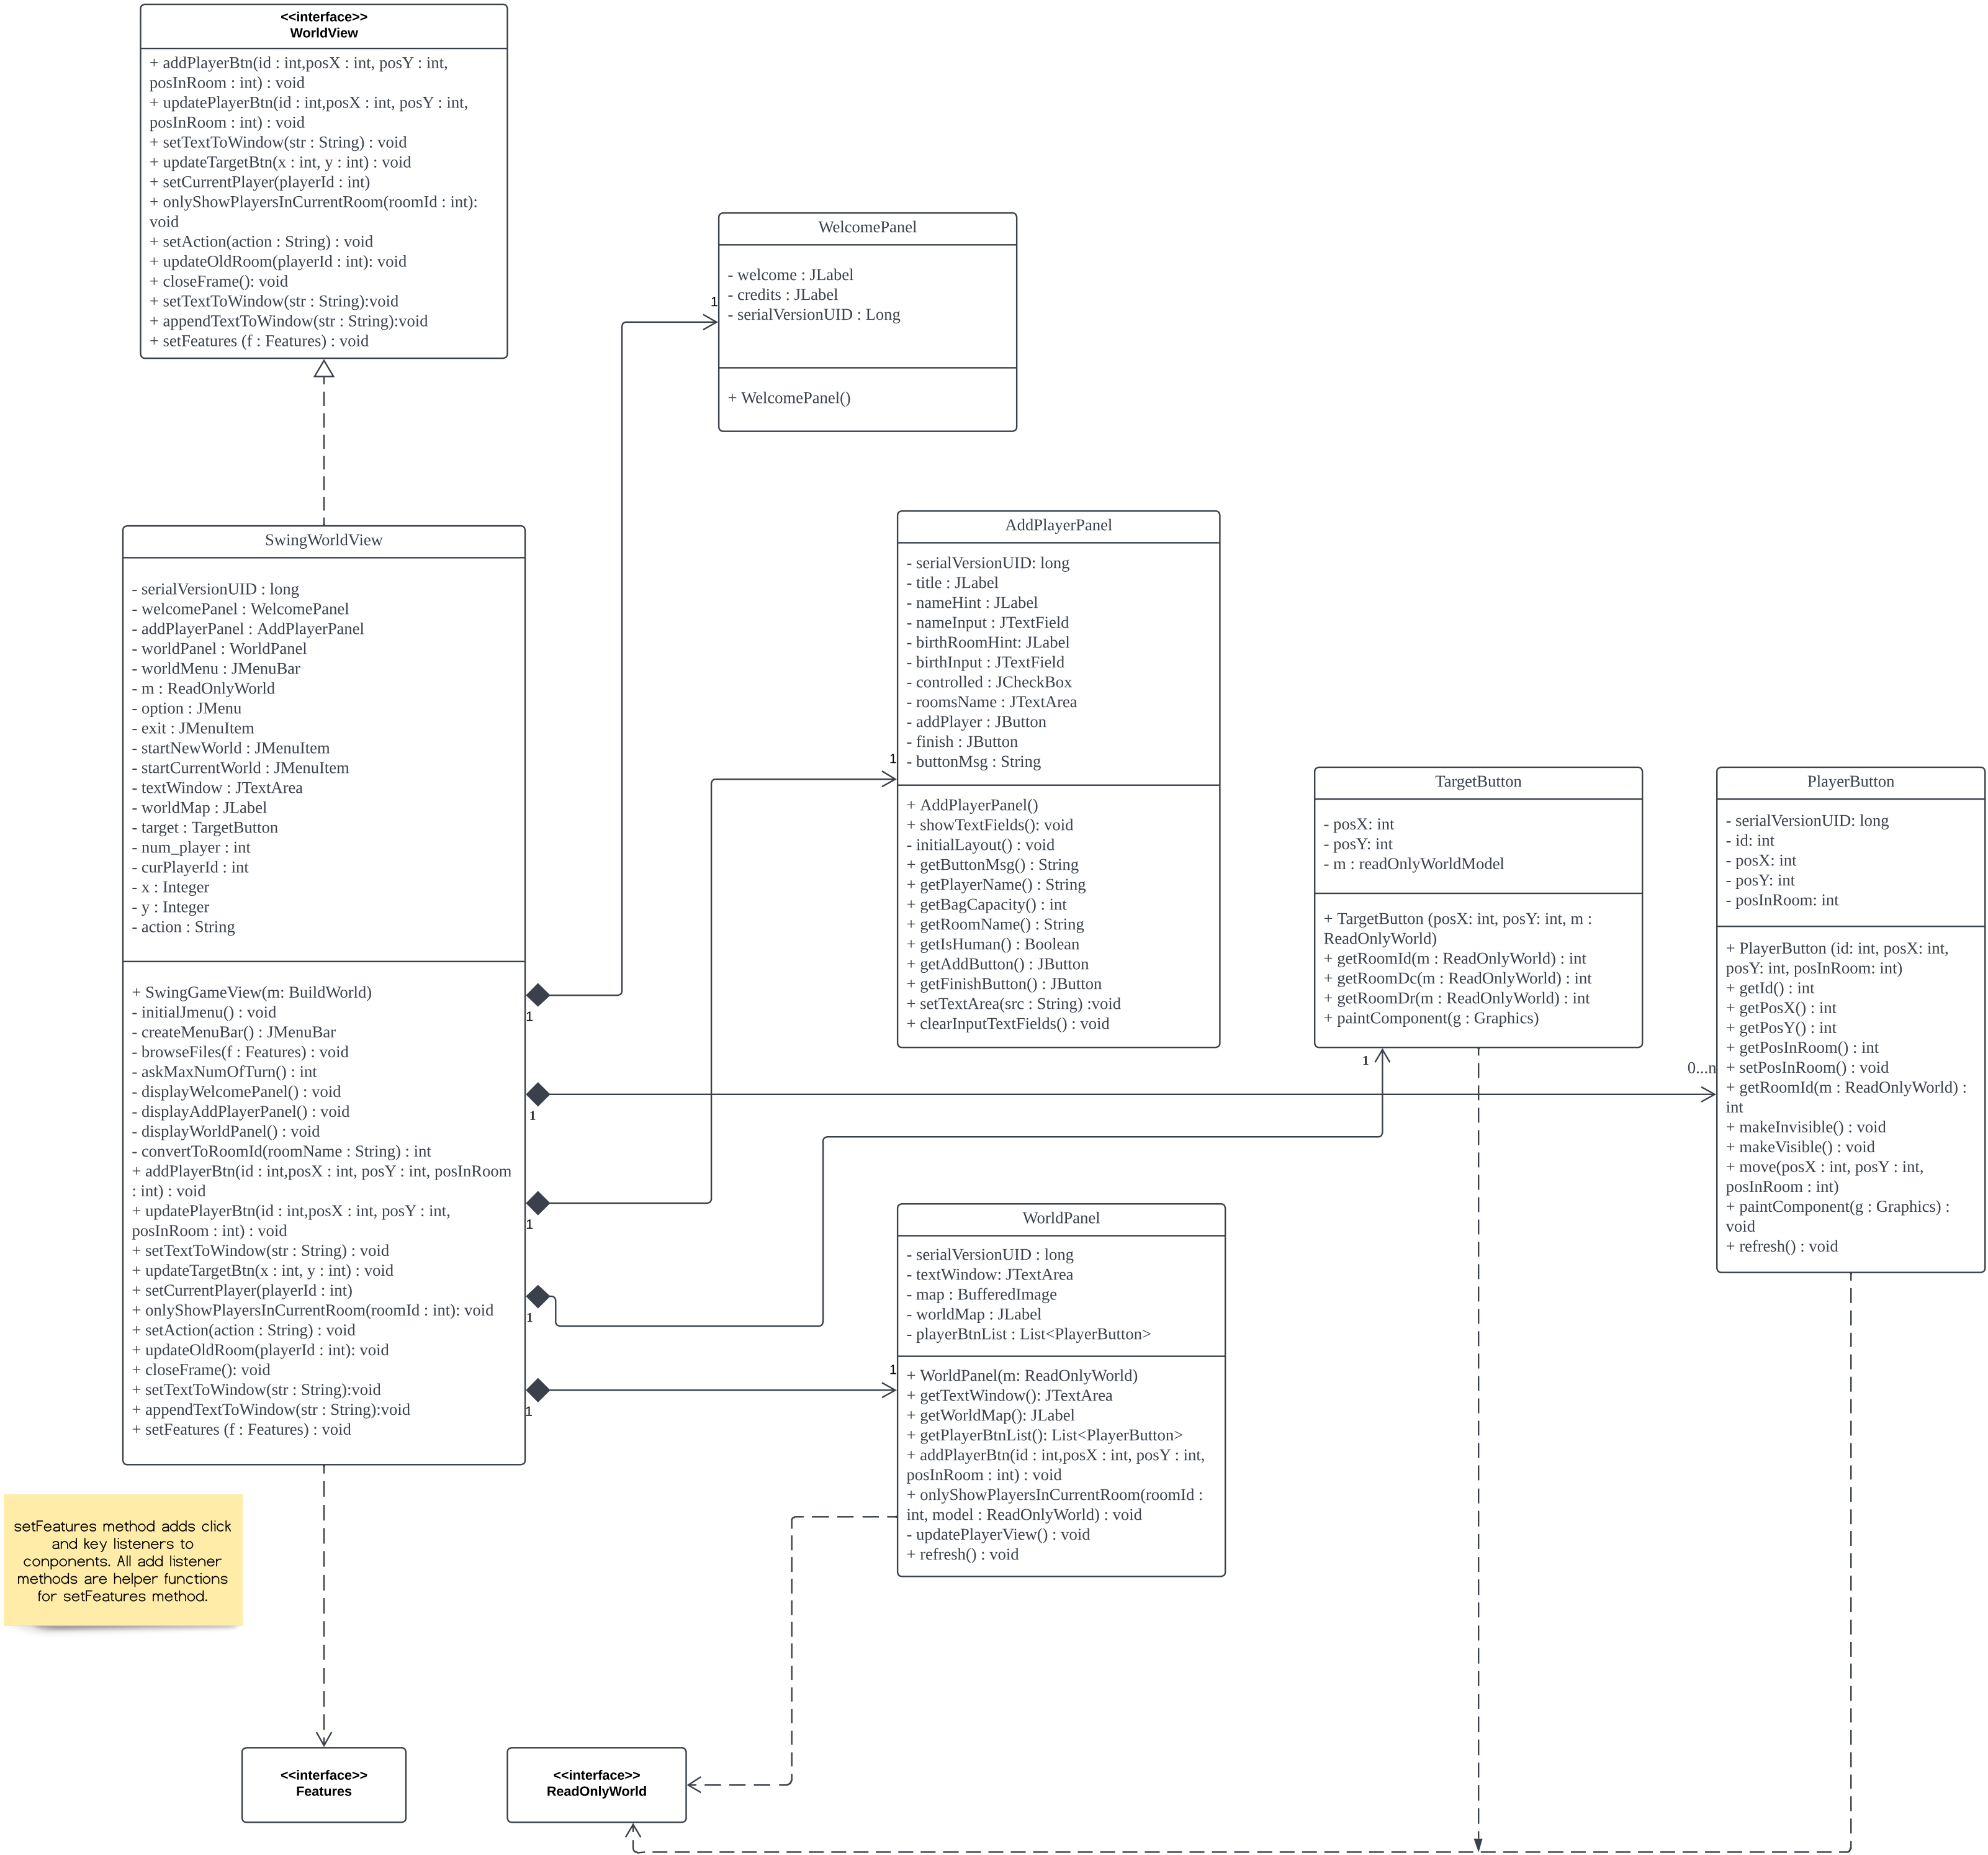 <<interface>>
WorldView
+ addPlayerBtn(id : int,posX : int, posY : int,
posInRoom : int) : void
+ updatePlayerBtn(id : int,posX : int, posY : int,
posInRoom : int) : void
+ setTextToWindow(str : String) : void
+ updateTargetBtn(x : int, y : int) : void
+ setCurrentPlayer(playerId : int)
+ onlyShowPlayersInCurrentRoom(roomId : int):
void
+ setAction(action : String) : void
+ updateOldRoom(playerId : int): void
+ closeFrame(): void
+ setTextToWindow(str : String):void
+ appendTextToWindow(str : String):void
+ setFeatures (f : Features) : void
WelcomePanel
- welcome : JLabel
- credits : JLabel
- serialVersionUID : Long
+ WelcomePanel()
1
SwingWorldView
- serialVersionUID : long
- welcomePanel : WelcomePanel
- addPlayerPanel : AddPlayerPanel
- worldPanel : WorldPanel
- worldMenu : JMenuBar
- m : ReadOnlyWorld
- option : JMenu
- exit : JMenuItem
- startNewWorld : JMenuItem
- startCurrentWorld : JMenuItem
- textWindow : JTextArea
- worldMap : JLabel
- target : TargetButton
- num_player : int
- curPlayerId : int
- x : Integer
- y : Integer
- action : String
+ SwingGameView(m: BuildWorld)
- initialJmenu() : void
- createMenuBar() : JMenuBar
- browseFiles(f : Features) : void
- askMaxNumOfTurn() : int
- displayWelcomePanel() : void
- displayAddPlayerPanel() : void
- displayWorldPanel() : void
- convertToRoomId(roomName : String) : int
+ addPlayerBtn(id : int,posX : int, posY : int, posInRoom
: int) : void
+ updatePlayerBtn(id : int,posX : int, posY : int,
posInRoom : int) : void
+ setTextToWindow(str : String) : void
+ updateTargetBtn(x : int, y : int) : void
+ setCurrentPlayer(playerId : int)
+ onlyShowPlayersInCurrentRoom(roomId : int): void
+ setAction(action : String) : void
+ updateOldRoom(playerId : int): void
+ closeFrame(): void
+ setTextToWindow(str : String):void
+ appendTextToWindow(str : String):void
+ setFeatures (f : Features) : void
1
1
1
1
1
AddPlayerPanel
- serialVersionUID: long
- title : JLabel
- nameHint : JLabel
- nameInput : JTextField
- birthRoomHint: JLabel
- birthInput : JTextField
- controlled : JCheckBox
- roomsName : JTextArea
- addPlayer : JButton
- finish : JButton
- buttonMsg : String
+ AddPlayerPanel()
+ showTextFields(): void
- initialLayout() : void
+ getButtonMsg() : String
+ getPlayerName() : String
+ getBagCapacity() : int
+ getRoomName() : String
+ getIsHuman() : Boolean
+ getAddButton() : JButton
+ getFinishButton() : JButton
+ setTextArea(src : String) :void
+ clearInputTextFields() : void
1
TargetButton
- posX: int
- posY: int
- m : readOnlyWorldModel
+ TargetButton (posX: int, posY: int, m :
ReadOnlyWorld)
+ getRoomId(m : ReadOnlyWorld) : int
+ getRoomDc(m : ReadOnlyWorld) : int
+ getRoomDr(m : ReadOnlyWorld) : int
+ paintComponent(g : Graphics)
1
PlayerButton
- serialVersionUID: long
- id: int
- posX: int
- posY: int
- posInRoom: int
+ PlayerButton (id: int, posX: int,
posY: int, posInRoom: int)
+ getId() : int
+ getPosX() : int
+ getPosY() : int
+ getPosInRoom() : int
+ setPosInRoom() : void
+ getRoomId(m : ReadOnlyWorld) :
int
+ makeInvisible() : void
+ makeVisible() : void
+ move(posX : int, posY : int,
posInRoom : int)
+ paintComponent(g : Graphics) :
void
+ refresh() : void
0...n
WorldPanel
- serialVersionUID : long
- textWindow: JTextArea
- map : BufferedImage
- worldMap : JLabel
- playerBtnList : List<PlayerButton>
+ WorldPanel(m: ReadOnlyWorld)
+ getTextWindow(): JTextArea
+ getWorldMap(): JLabel
+ getPlayerBtnList(): List<PlayerButton>
+ addPlayerBtn(id : int,posX : int, posY : int,
posInRoom : int) : void
+ onlyShowPlayersInCurrentRoom(roomId :
int, model : ReadOnlyWorld) : void
- updatePlayerView() : void
+ refresh() : void
1
setFeatures method adds click
and key listeners to
conponents. All add listener
methods are helper functions
for setFeatures method.
<<interface>>
Features
<<interface>>
ReadOnlyWorld